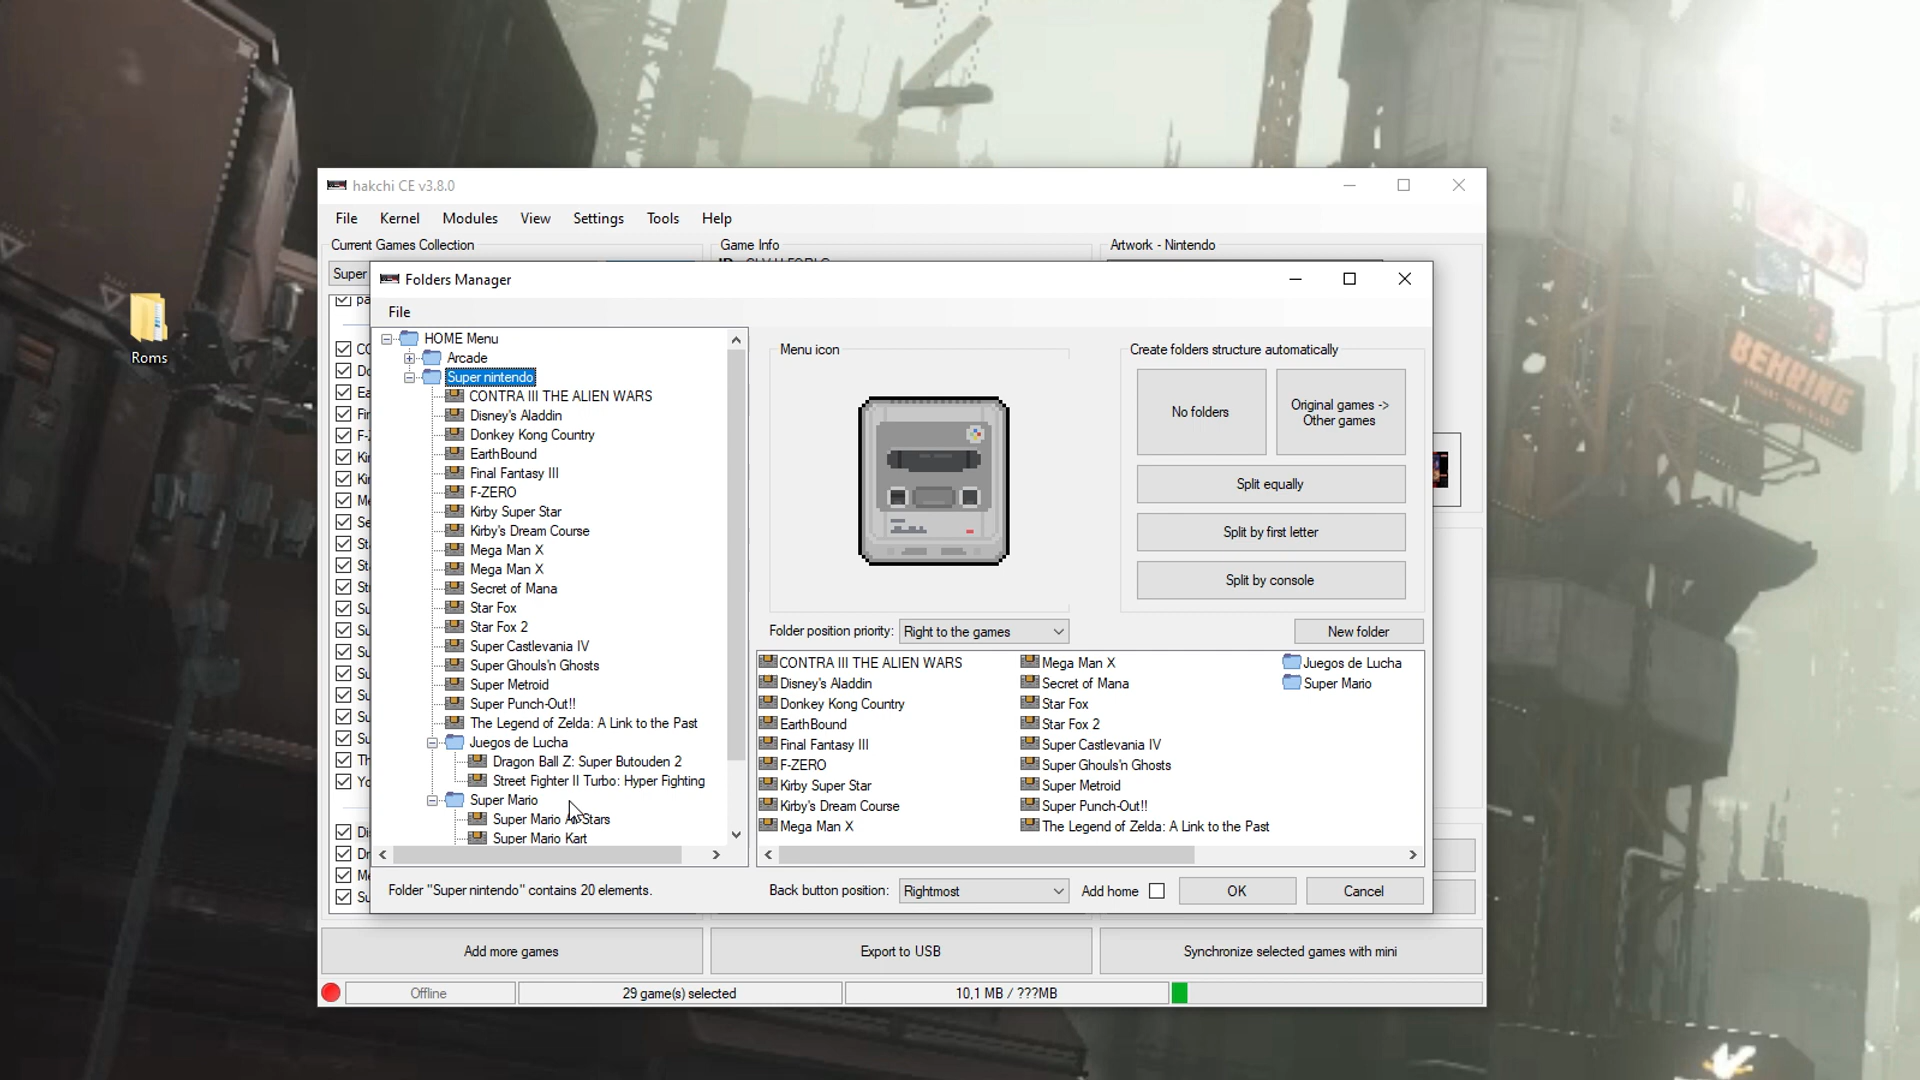 hakchi CE v3.8.0
File Kernel Modules View Settings Tools Help
Current Games Collection
Game Info
Artwork - Nintendo
Super
Folders Manager
File
HOME Menu
Arcade
Super nintendo
CONTRA III THE ALIEN WARS
Disney's Aladdin
Donkey Kong Country
EarthBound
Final Fantasy III
F-ZERO
Kirby Super Star
Kirby's Dream Course
Mega Man X
Mega Man X
Secret of Mana
Star Fox
Star Fox 2
Super Castlevania IV
Super Ghouls'n Ghosts
Super Metroid
Super Punch-Out!!
The Legend of Zelda: A Link to the Past
Juegos de Lucha
Dragon Ball Z: Super Butouden 2
Street Fighter II Turbo: Hyper Fighting
Super Mario
Super Mario Stars
Super Mario Kart
Menu icon
Create folders structure automatically
No folders
Original games ->
Other games
Split equally
Split by first letter
Split by console
Folder position priority: Right to the games
New folder
CONTRA III THE ALIEN WARS
Disney's Aladdin
Donkey Kong Country
EarthBound
Final Fantasy III
F-ZERO
Kirby Super Star
Kirby's Dream Course
Mega Man X
Mega Man X
Secret of Mana
Star Fox
Star Fox 2
Super Castlevania IV
Super Ghouls'n Ghosts
Super Metroid
Super Punch-Out!!
The Legend of Zelda: A Link to the Past
Juegos de Lucha
Super Mario
Folder "Super nintendo" contains 20 elements.
Back button position: Rightmost
Add home
OK
Cancel
Add more games
Export to USB
Synchronize selected games with mini
Offline
29 game(s) selected
10,1 MB / ???MB
Roms
BEHRING